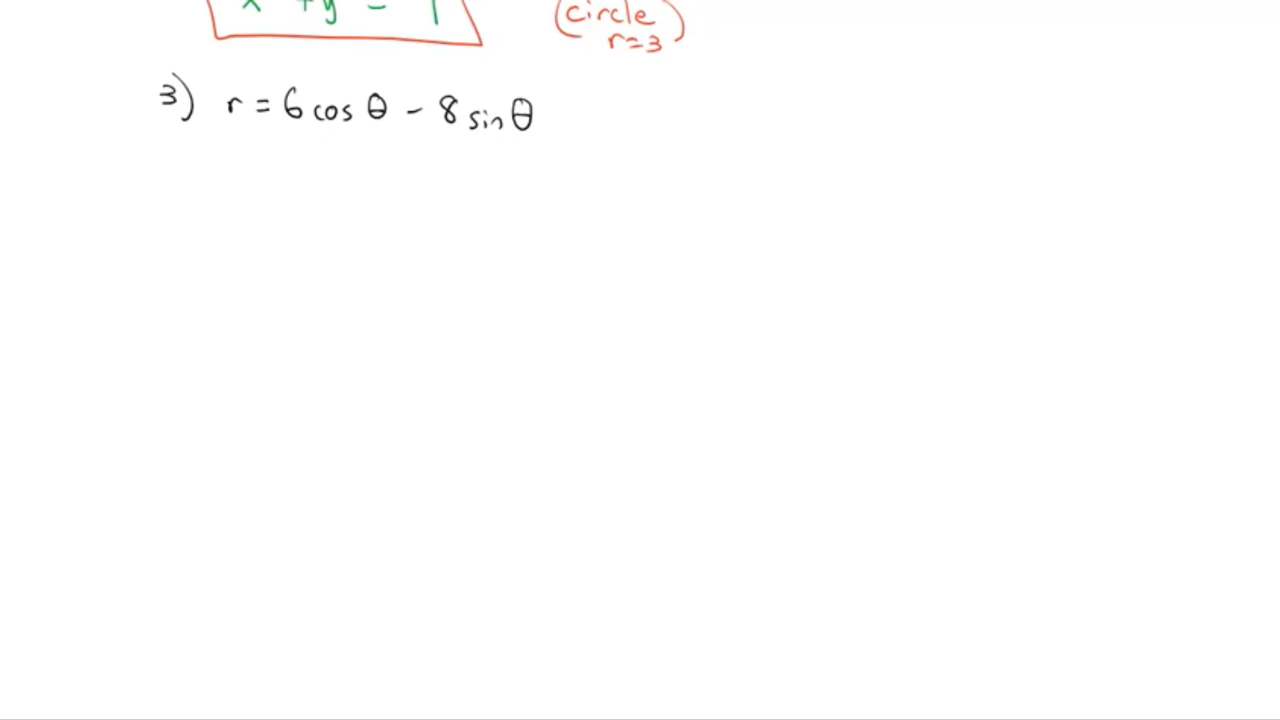 (circle
r=3)
3) r = 6 cos θ - 8 sin θ